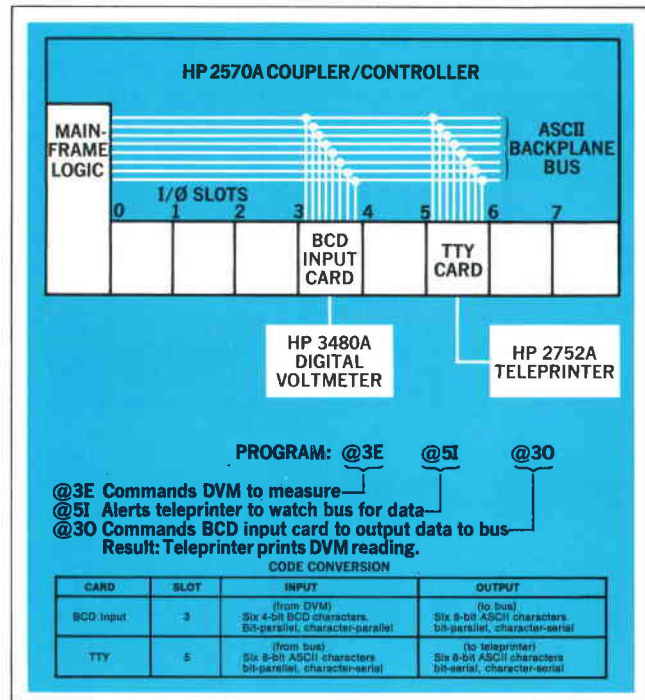 HP 2570A COUPLER/CONTROLLER
MAIN-
FRAME
LOGIC
ASCII
BACKPLANE
BUS
I/Ø SLOTS
0 1 2 3 4 5 6 7
BCD
INPUT
CARD
TTY
CARD
HP 3480A
DIGITAL
VOLTMETER
HP 2752A
TELEPRINTER
PROGRAM: @3E @5I @3O
@3E Commands DVM to measure
@5I Alerts teleprinter to watch bus for data
@3O Commands BCD input card to output data to bus
Result: Teleprinter prints DVM reading.
CODE CONVERSION
CARD SLOT INPUT OUTPUT
BCD Input 3
(from DVM)
Six 4-bit BCD characters.
Bit-parallel, character-parallel
(to bus)
Six 8-bit ASCII characters.
bit-parallel, character-serial
TTY 5
(from bus)
Six 8-bit ASCII characters
bit-parallel, character-serial
(to teleprinter)
Six 8-bit ASCII characters
bit-serial, character-serial